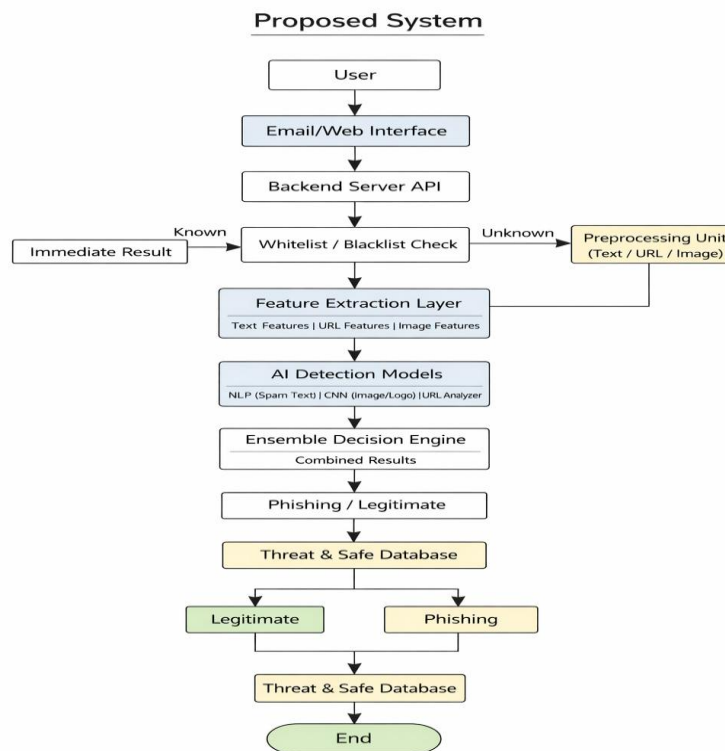 Proposed System
User
Email/Web Interface
Backend Server API
Known
Unknown
Immediate Result
Whitelist / Blacklist Check
Preprocessing Unit
(Text / URL / Image)
Feature Extraction Layer
Text Features | URL Features | Image Features
AI Detection Models
NLP (Spam Text) | CNN (Image/Logo) | URL Analyzer
Ensemble Decision Engine
Combined Results
Phishing / Legitimate
Threat & Safe Database
Legitimate
Phishing
Threat & Safe Database
End